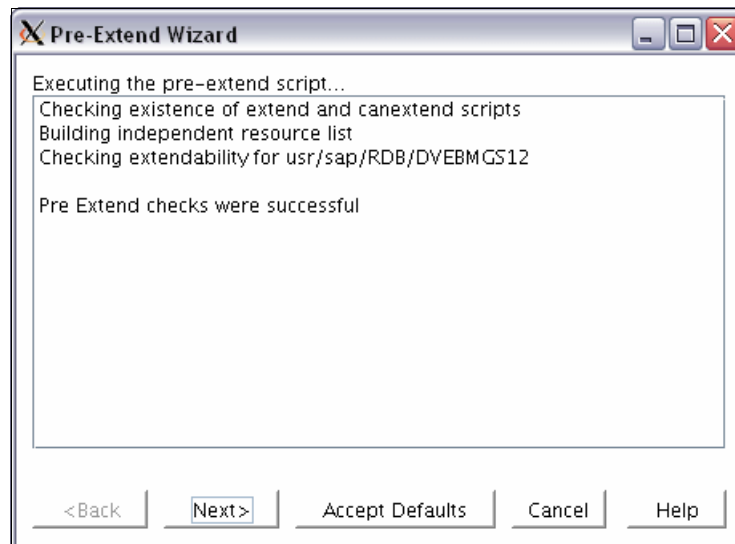 Pre-Extend Wizard
Executing the pre-extend script...
Checking existence of extend and canextend scripts
Building independent resource list
Checking extendability for usr/sap/RDB/DVEBMGS12
Pre Extend checks were successful
<Back Next> Accept Defaults Cancel Help